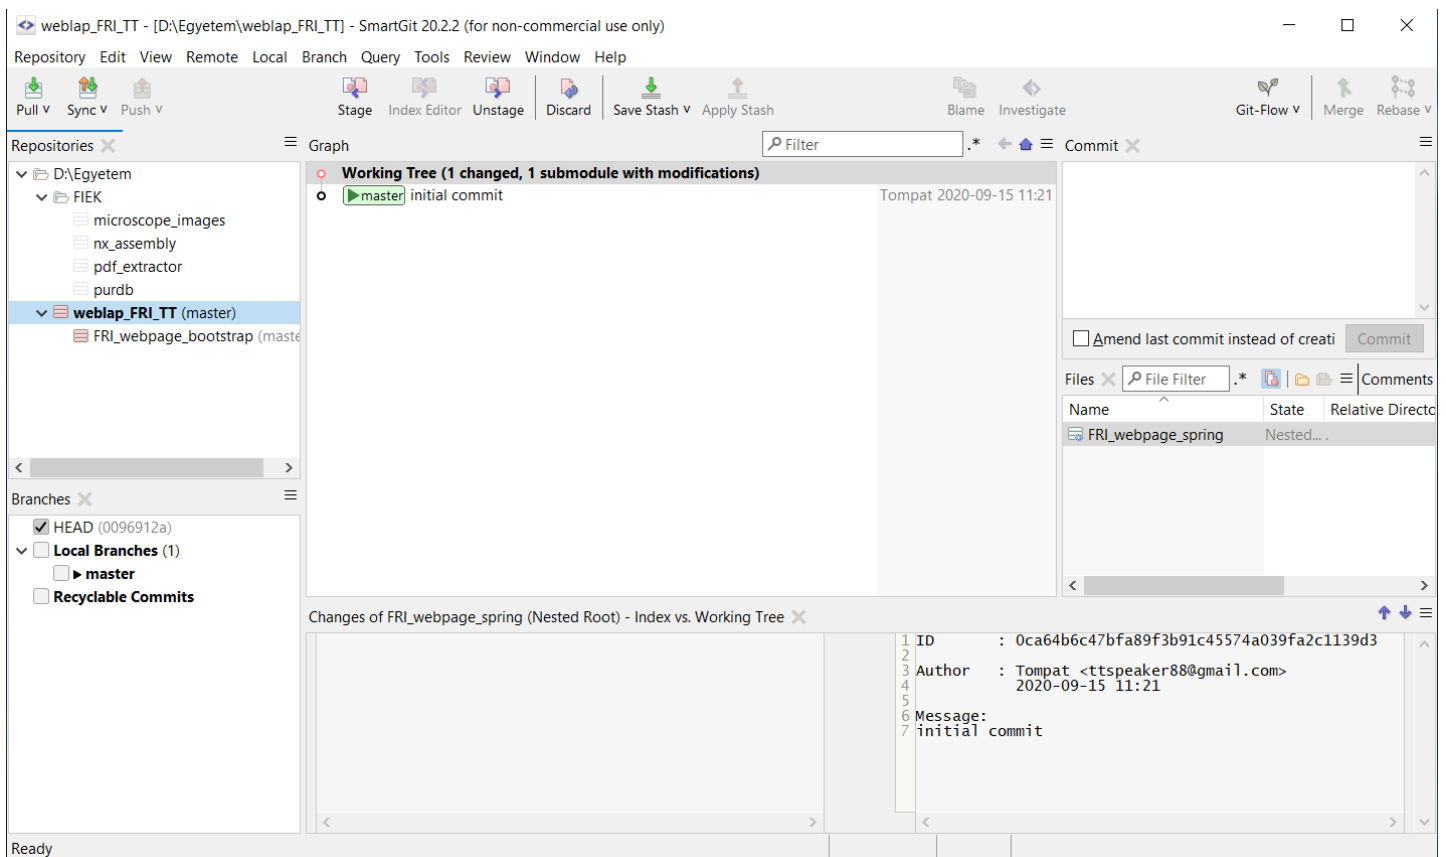 weblap_FRI_TT - [D:\Egyetem\weblap_FRI_TT] - SmartGit 20.2.2 (for non-commercial use only)
Repository Edit View Remote Local Branch Query Tools Review Window Help
Pull Sync Push Stage Index Editor Unstage Discard Save Stash Apply Stash Blame Investigate Git-Flow Merge Rebase
Repositories
D:\Egyetem
FIEK
microscope_images
nx_assembly
pdf_extractor
purdb
weblap_FRI_TT (master)
FRI_webpage_bootstrap (maste
Branches
HEAD (0096912a)
Local Branches (1)
master
Recyclable Commits
Graph
Filter
.*
Working Tree (1 changed, 1 submodule with modifications)
master initial commit Tompat 2020-09-15 11:21
Commit
Amend last commit instead of creati Commit
Files File Filter .* Comments
Name State Relative Directo
FRI_webpage_spring Nested... .
Changes of FRI_webpage_spring (Nested Root) - Index vs. Working Tree
1 ID : 0ca64b6c47bfa89f3b91c45574a039fa2c1139d3
2
3 Author : Tompat <ttspeaker88@gmail.com>
4 2020-09-15 11:21
5
6 Message:
7 initial commit
Ready